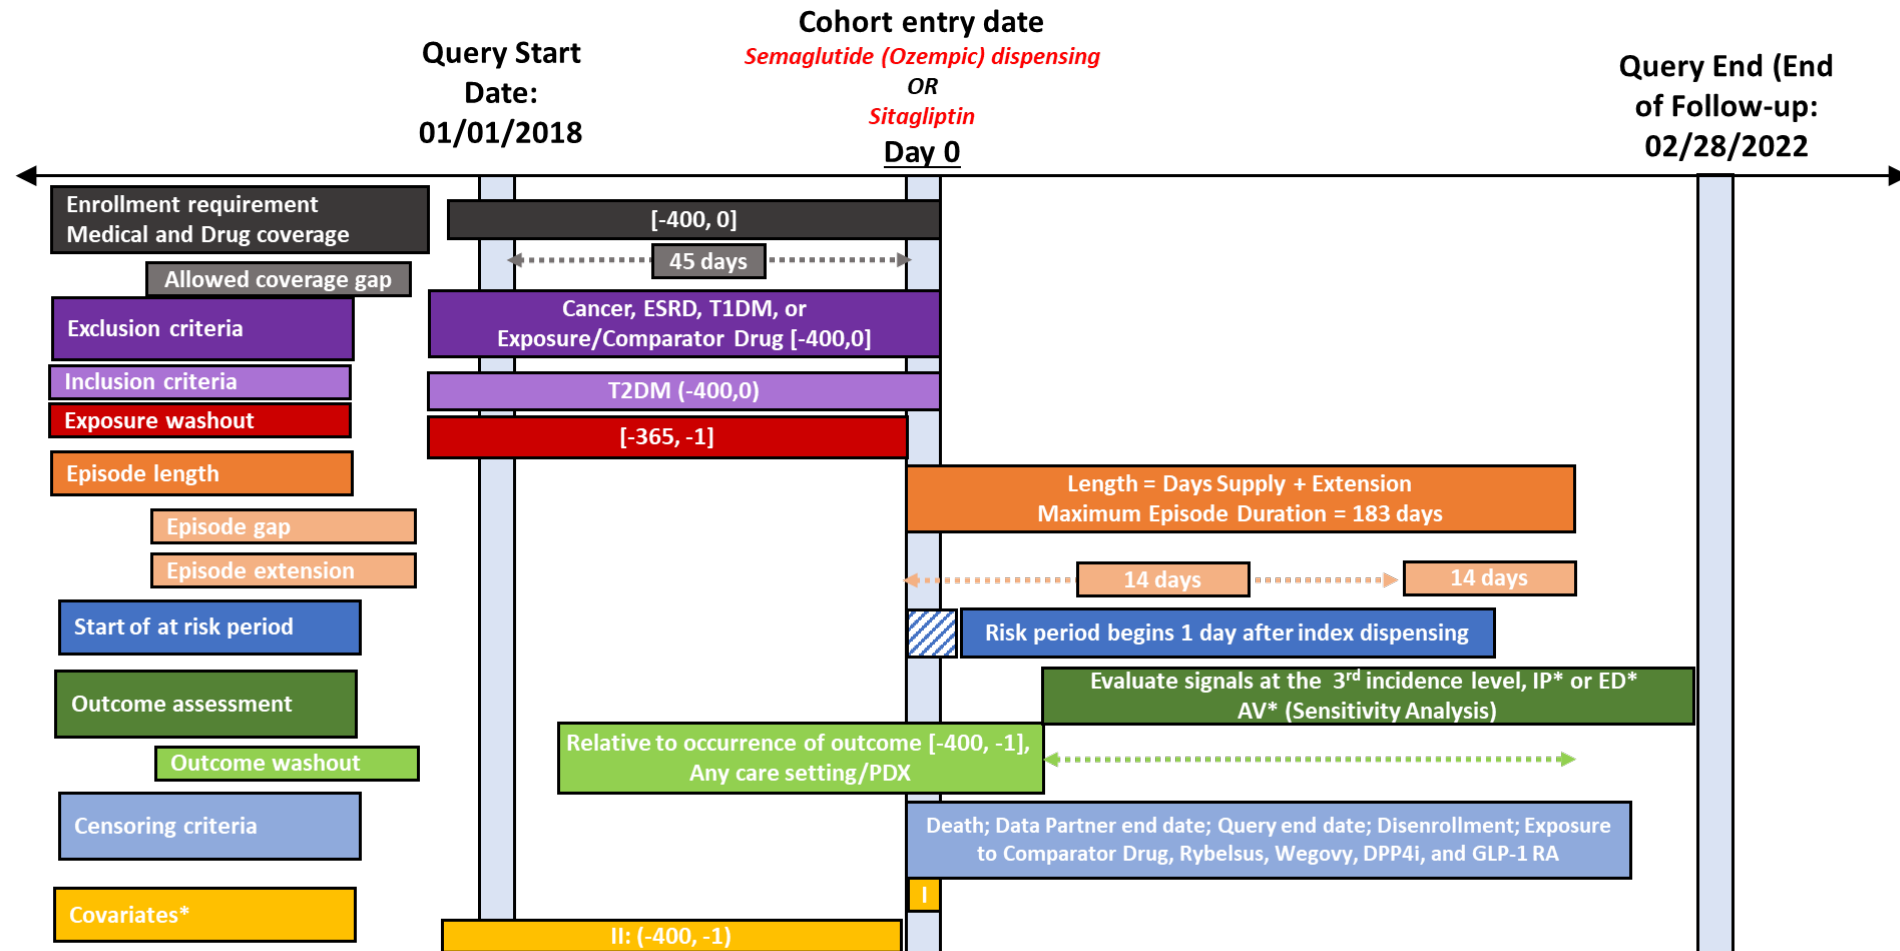 Cohort entry date
Semaglutide (Ozempic) dispensing
OR
Sitagliptin
Day 0
Query Start
Date:
01/01/2018
Query End (End
of Follow-up:
02/28/2022
Enrollment requirement
Medical and Drug coverage
[-400, 0]
Allowed coverage gap
45 days
Exclusion criteria
Cancer, ESRD, T1DM, or
Exposure/Comparator Drug [-400,0]
Inclusion criteria
T2DM (-400,0)
Exposure washout
[-365, -1]
Episode length
Length = Days Supply + Extension
Maximum Episode Duration = 183 days
Episode gap
Episode extension
14 days
14 days
Start of at risk period
Risk period begins 1 day after index dispensing
Outcome assessment
Evaluate signals at the 3rd incidence level, IP* or ED*
AV* (Sensitivity Analysis)
Outcome washout
Relative to occurrence of outcome [-400, -1],
Any care setting/PDX
Censoring criteria
Death; Data Partner end date; Query end date; Disenrollment; Exposure
to Comparator Drug, Rybelsus, Wegovy, DPP4i, and GLP-1 RA
Covariates*
I
II: (-400, -1)